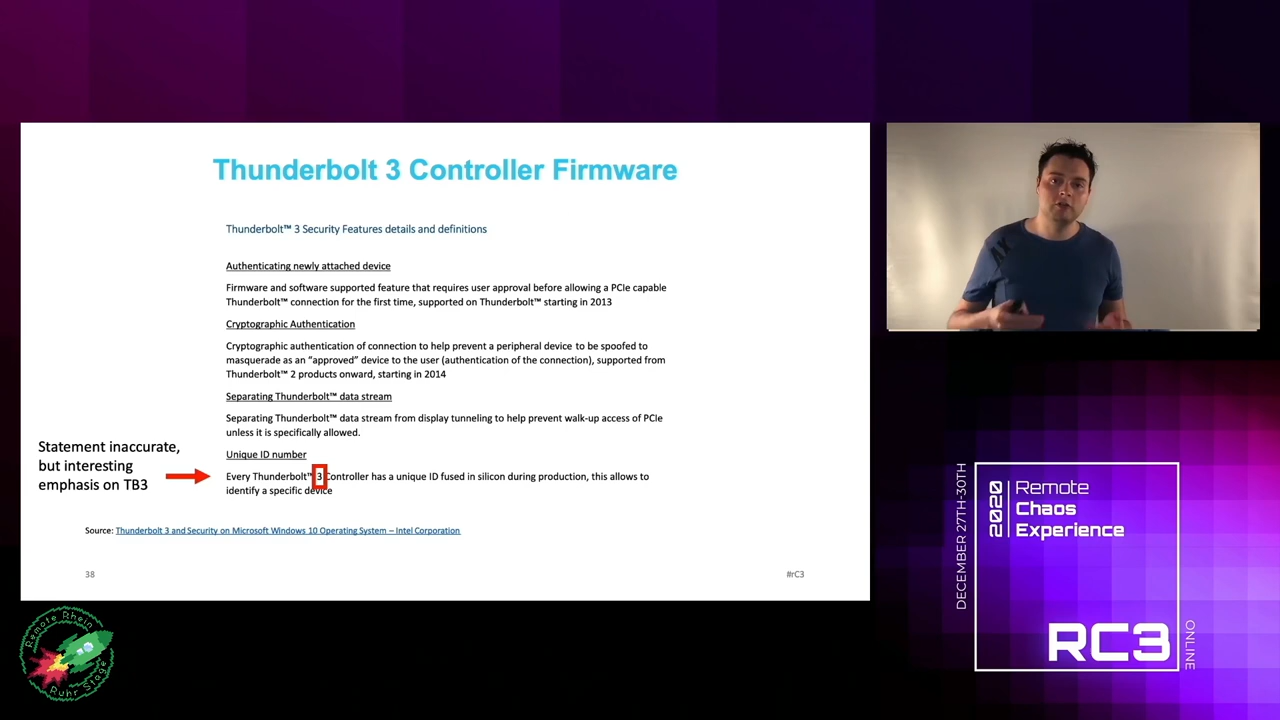 Thunderbolt 3 Controller Firmware
Thunderbolt™ 3 Security Features details and definitions
Authenticating newly attached device
Firmware and software supported feature that requires user approval before allowing a PCIe capable
Thunderbolt™ connection for the first time, supported on Thunderbolt™ starting in 2013
Cryptographic Authentication
Cryptographic authentication of connection to help prevent a peripheral device to be spoofed to
masquerade as an “approved” device to the user (authentication of the connection), supported from
Thunderbolt™ 2 products onward, starting in 2014
Separating Thunderbolt™ data stream
Separating Thunderbolt™ data stream from display tunneling to help prevent walk-up access of PCIe
unless it is specifically allowed.
Unique ID number
Every Thunderbolt™ 3 Controller has a unique ID fused in silicon during production, this allows to
identify a specific device
Statement inaccurate,
but interesting
emphasis on TB3
Source: Thunderbolt 3 and Security on Microsoft Windows 10 Operating System – Intel Corporation
38
#rC3
Remote Rhein
Ruhr Stage
DECEMBER 27TH-30TH
2020
Remote
Chaos
Experience
RC3
ONLINE